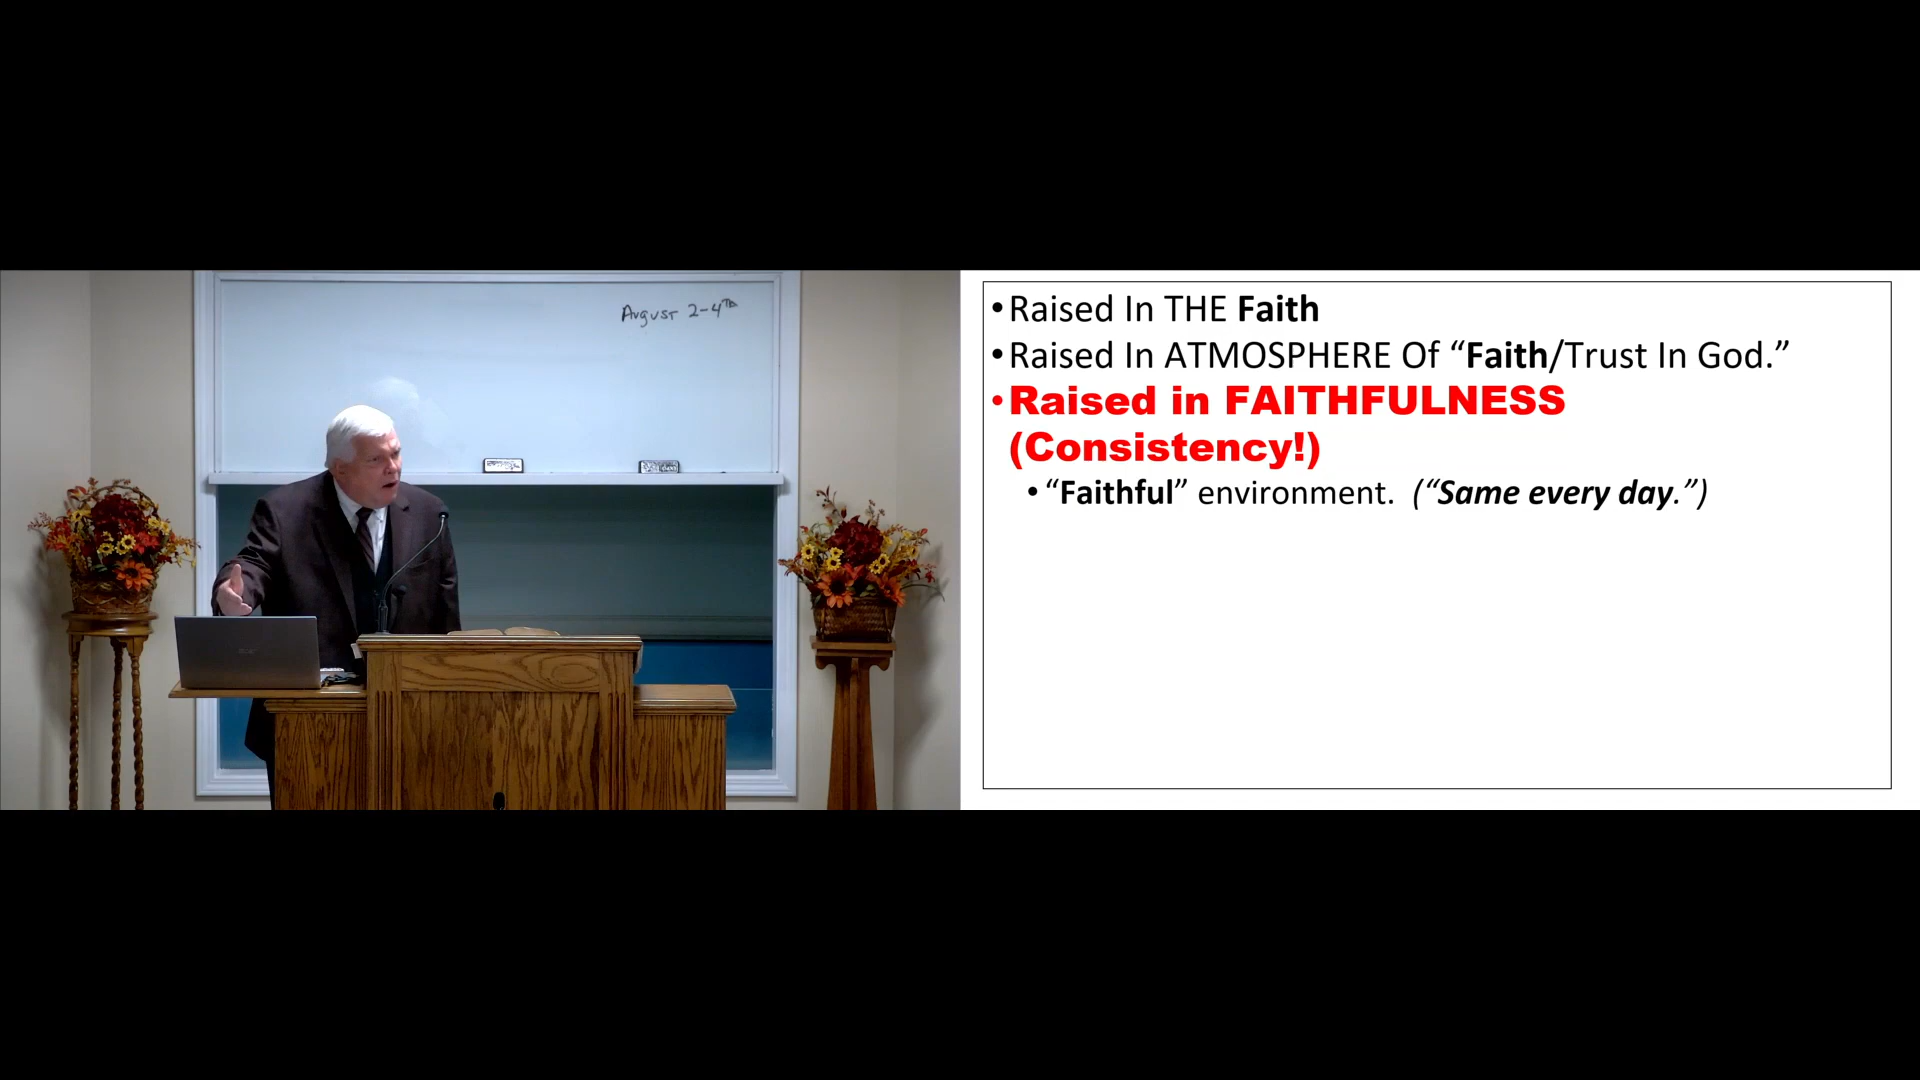 August 2-4TH
•Raised In THE Faith
•Raised In ATMOSPHERE Of “Faith/Trust In God.”
•Raised in FAITHFULNESS
(Consistency!)
•“Faithful” environment. (“Same every day.”)